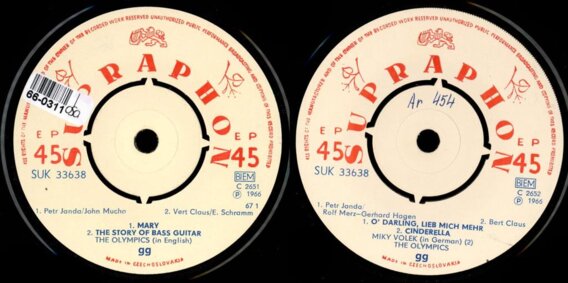 SUPRAPHON
66-0311
EP 45
EP 45
SUK 33638
BIEM
C 2651
P 1966
67 1
1. Petr Janda/John Muchn
2. Vert Claus/E. Schramm
1. MARY
2. THE STORY OF BASS GUITAR
THE OLYMPICS (in English)
gg
MADE IN CZECHOSLOVAKIA
SUPRAPHON
Ar 454
EP 45
EP 45
SUK 33638
BIEM
C 2652
P 1966
1. Petr Janda/
Rolf Merz-Gerhard Hagen
2. Bert Claus
1. O' DARLING, LIEB MICH MEHR
2. CINDERELLA
MIKY VOLEK (in German) (2)
THE OLYMPICS
gg
MADE IN CZECHOSLOVAKIA